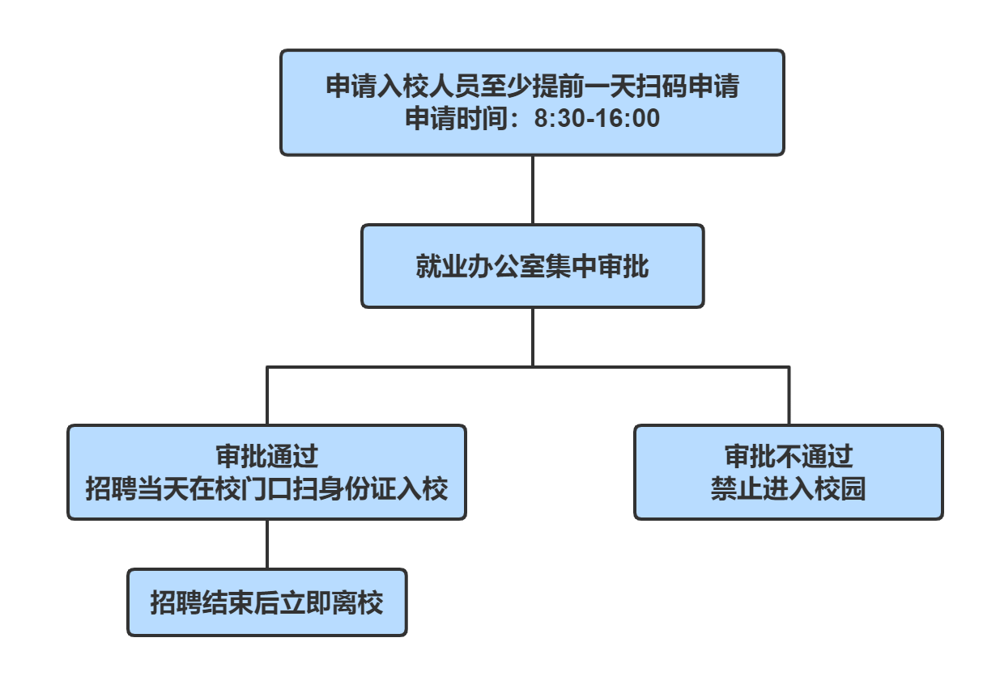 申请入校人员至少提前一天扫码申请
申请时间：8:30-16:00
就业办公室集中审批
审批通过
招聘当天在校门口扫身份证入校
审批不通过
禁止进入校园
招聘结束后立即离校